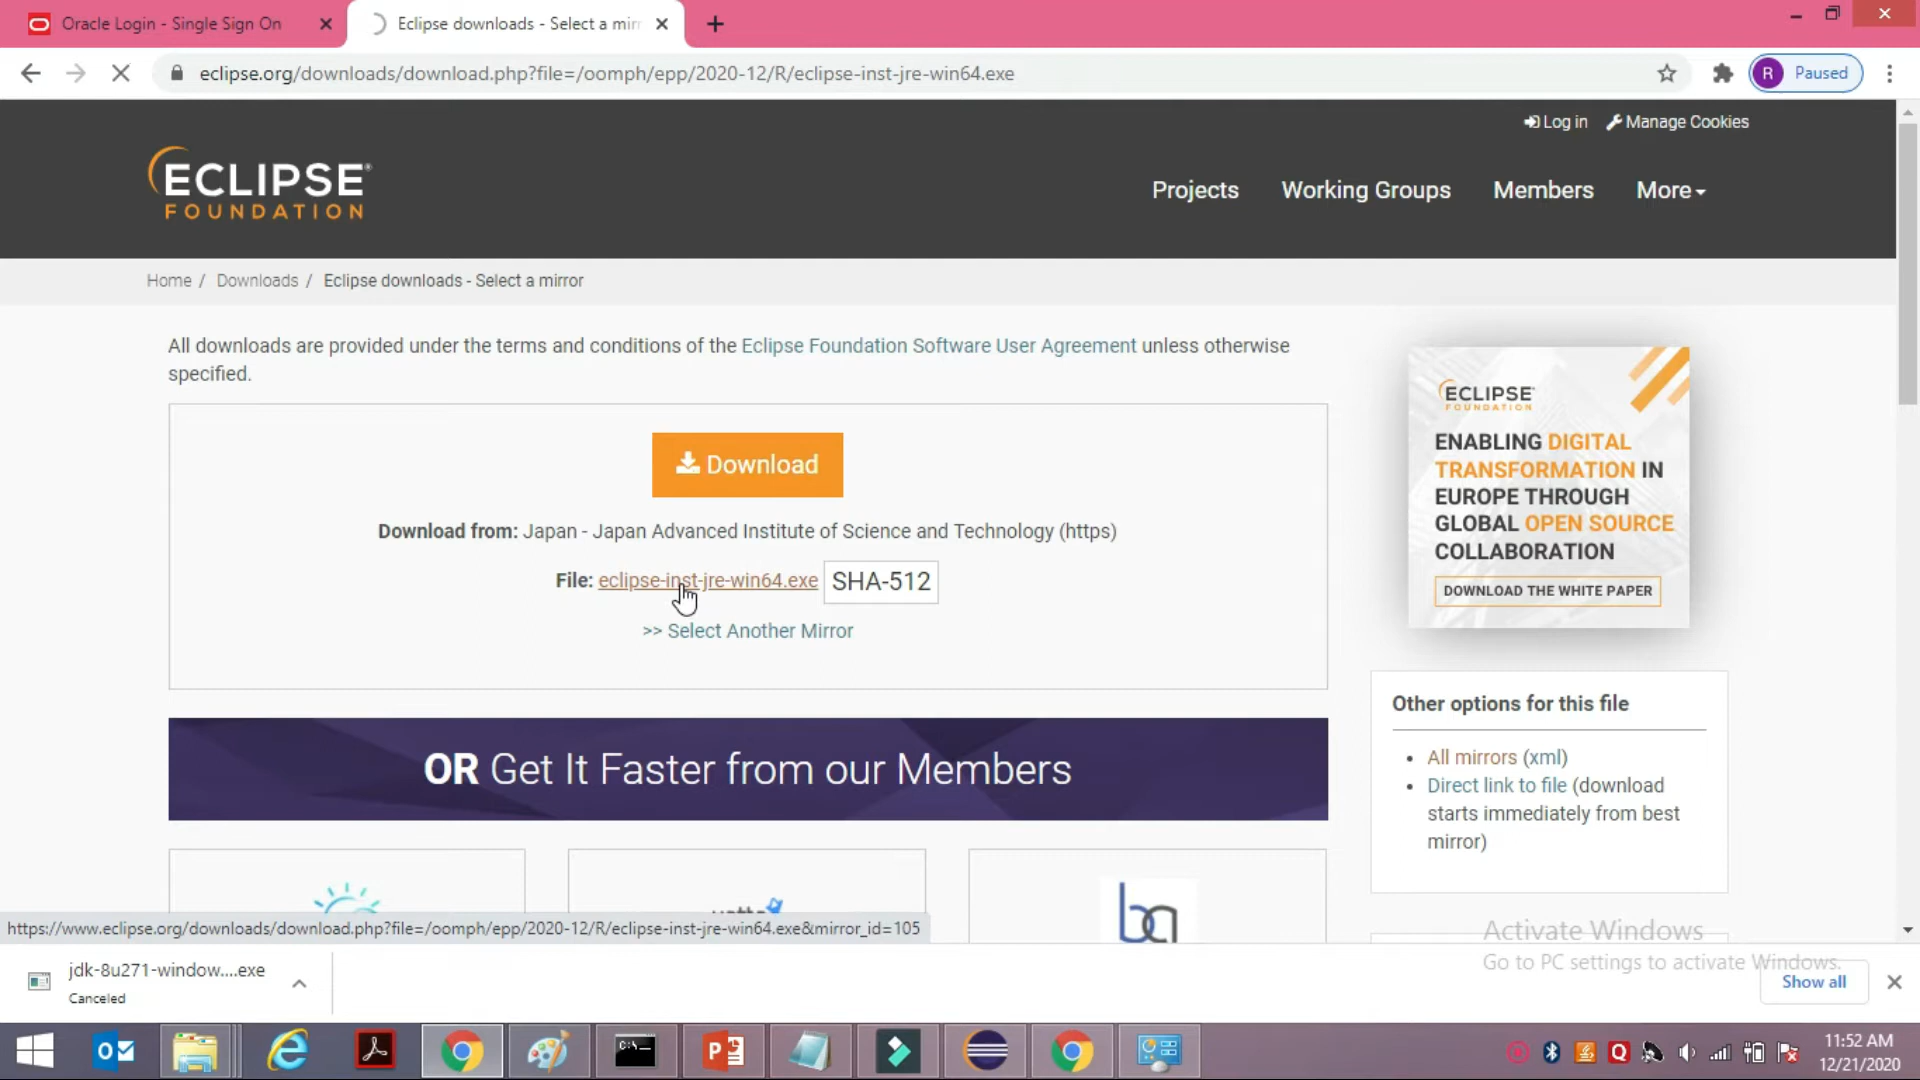 Oracle Login - Single Sign On
Eclipse downloads - Select a mirr
eclipse.org/downloads/download.php?file=/oomph/epp/2020-12/R/eclipse-inst-jre-win64.exe
R Paused
Log in Manage Cookies
ECLIPSE
FOUNDATION
Projects Working Groups Members More
Home / Downloads / Eclipse downloads - Select a mirror
All downloads are provided under the terms and conditions of the Eclipse Foundation Software User Agreement unless otherwise
specified.
Download
Download from: Japan - Japan Advanced Institute of Science and Technology (https)
File: eclipse-inst-jre-win64.exe SHA-512
>> Select Another Mirror
ECLIPSE
FOUNDATION
ENABLING DIGITAL
TRANSFORMATION IN
EUROPE THROUGH
GLOBAL OPEN SOURCE
COLLABORATION
DOWNLOAD THE WHITE PAPER
Other options for this file
All mirrors (xml)
Direct link to file (download
starts immediately from best
mirror)
OR Get It Faster from our Members
https://www.eclipse.org/downloads/download.php?file=/oomph/epp/2020-12/R/eclipse-inst-jre-win64.exe&mirror_id=105
Activate Windows
Go to PC settings to activate Windows.
jdk-8u271-window....exe
Canceled
Show all
11:52 AM
12/21/2020